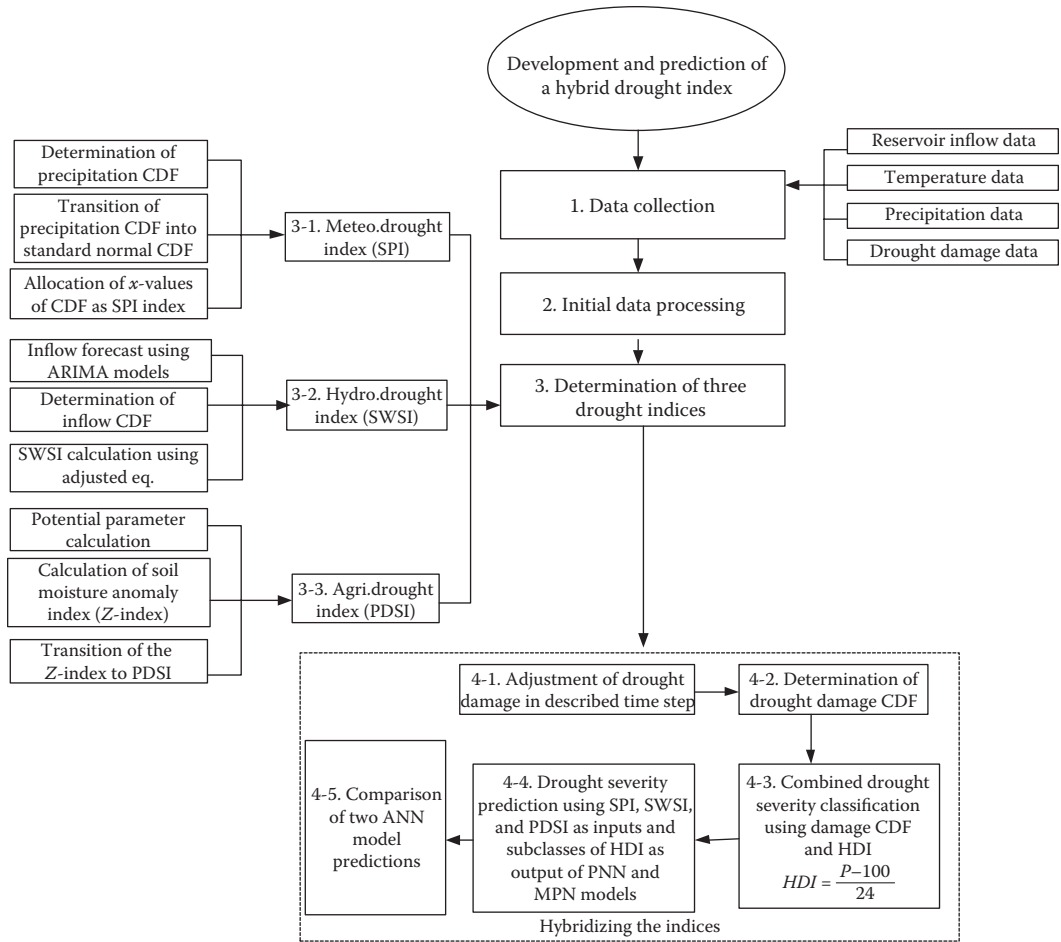 Development and prediction of
a hybrid drought index
Reservoir inflow data
Temperature data
Precipitation data
Drought damage data
1. Data collection
2. Initial data processing
3. Determination of three
drought indices
Determination of
precipitation CDF
Transition of
precipitation CDF into
standard normal CDF
Allocation of x-values
of CDF as SPI index
3-1. Meteo.drought
index (SPI)
Inflow forecast using
ARIMA models
Determination of
inflow CDF
SWSI calculation using
adjusted eq.
3-2. Hydro.drought
index (SWSI)
Potential parameter
calculation
Calculation of soil
moisture anomaly
index (Z-index)
Transition of the
Z-index to PDSI
3-3. Agri.drought
index (PDSI)
4-1. Adjustment of drought
damage in described time step
4-2. Determination of
drought damage CDF
4-3. Combined drought
severity classification
using damage CDF
and HDI
HDI = P–100
24
4-4. Drought severity
prediction using SPI, SWSI,
and PDSI as inputs and
subclasses of HDI as
output of PNN and
MPN models
4-5. Comparison
of two ANN
model
predictions
Hybridizing the indices